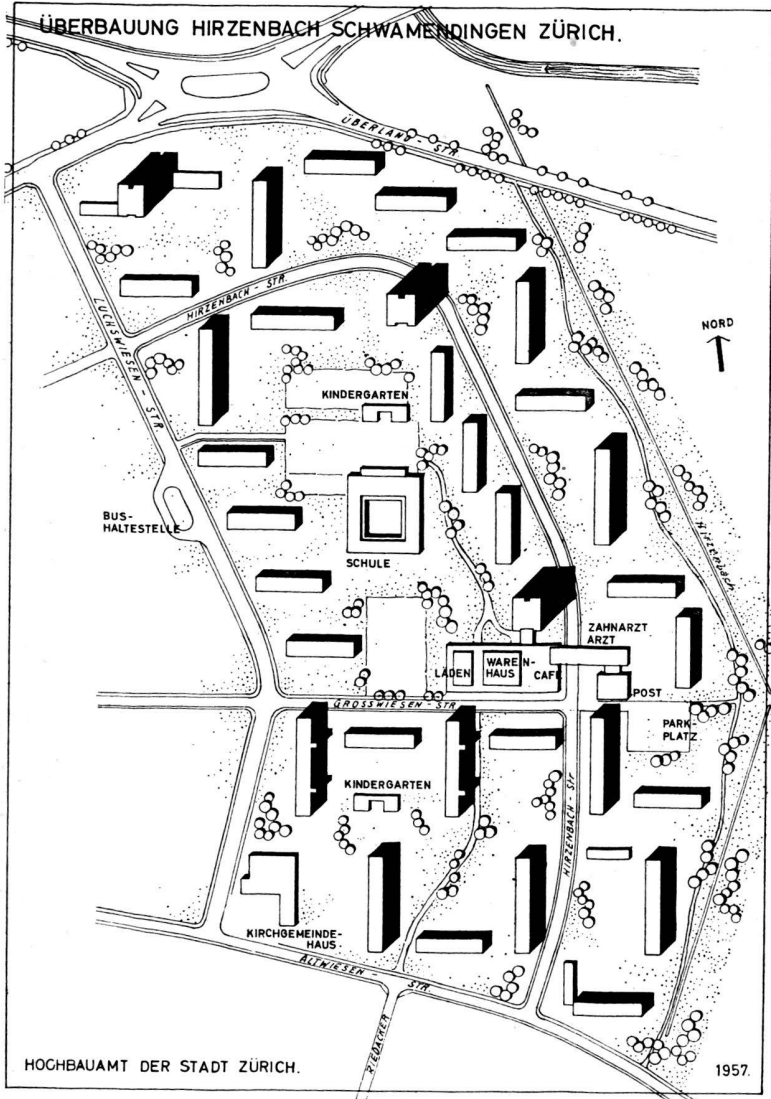 ÜBERBAUUNG HIRZENBACH SCHWAMENDINGEN ZÜRICH.
ÜBERLAND - STR.
HIRZENBACH - STR.
LUCHSWIESEN - STR.
NORD
KINDERGARTEN
BUS-
HALTESTELLE
SCHULE
Hirzenbach
ZAHNARZT
ARZT
LÄDEN
WAREN-
HAUS
CAFÉ
POST
GROSSWIESEN - STR.
PARK-
PLATZ
KINDERGARTEN
HIRZENBACH - STR
KIRCHGEMEINDE-
HAUS
ALTWIESEN - STR.
RIEDACKER
HOCHBAUAMT DER STADT ZÜRICH.
1957.